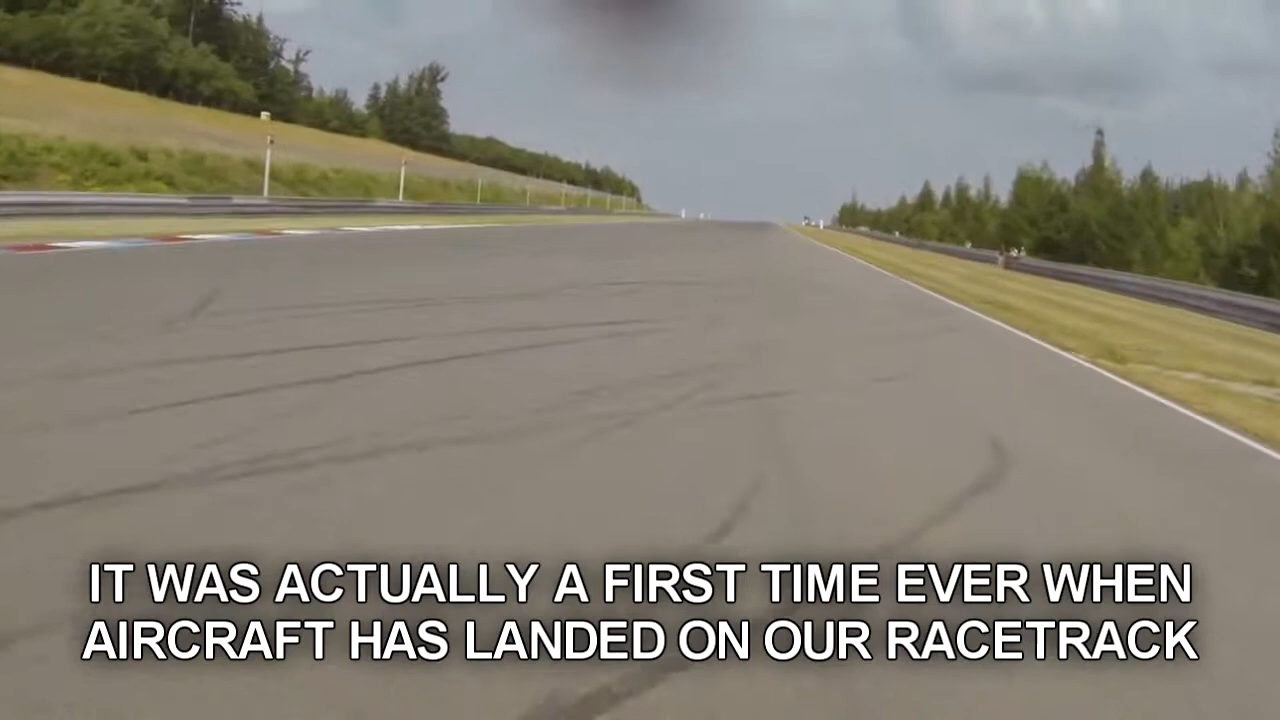 IT WAS ACTUALLY A FIRST TIME EVER WHEN
AIRCRAFT HAS LANDED ON OUR RACETRACK